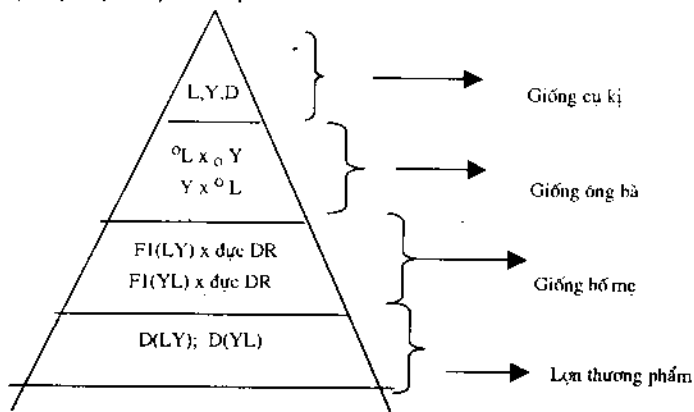 L,Y,D
Giống cụ kị
ᴼL x ₒ Y
Y x ᴼ L
Giống ông bà
F1(LY) x đực DR
F1(YL) x đực DR
Giống bố mẹ
D(LY); D(YL)
Lợn thương phẩm